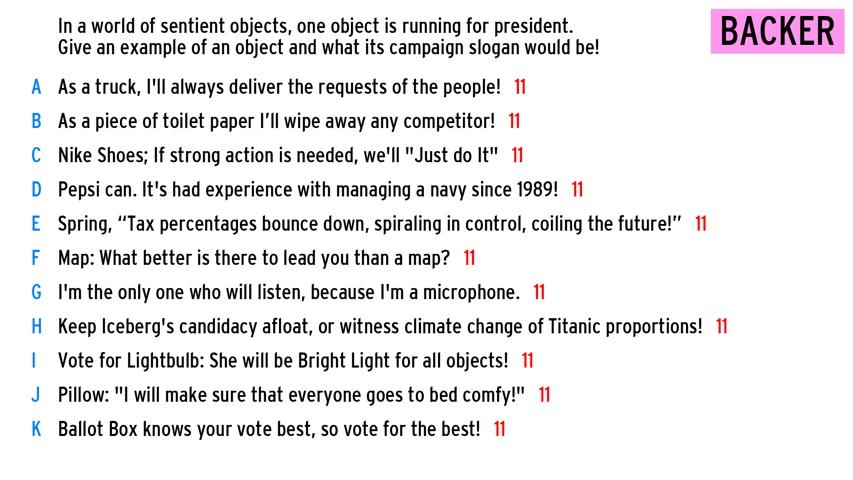 In a world of sentient objects, one object is running for president.
Give an example of an object and what its campaign slogan would be!
BACKER
A As a truck, I'll always deliver the requests of the people! 11
B As a piece of toilet paper I’ll wipe away any competitor! 11
C Nike Shoes; If strong action is needed, we'll "Just do It" 11
D Pepsi can. It's had experience with managing a navy since 1989! 11
E Spring, “Tax percentages bounce down, spiraling in control, coiling the future!” 11
F Map: What better is there to lead you than a map? 11
G I'm the only one who will listen, because I'm a microphone. 11
H Keep Iceberg's candidacy afloat, or witness climate change of Titanic proportions! 11
I Vote for Lightbulb: She will be Bright Light for all objects! 11
J Pillow: "I will make sure that everyone goes to bed comfy!" 11
K Ballot Box knows your vote best, so vote for the best! 11